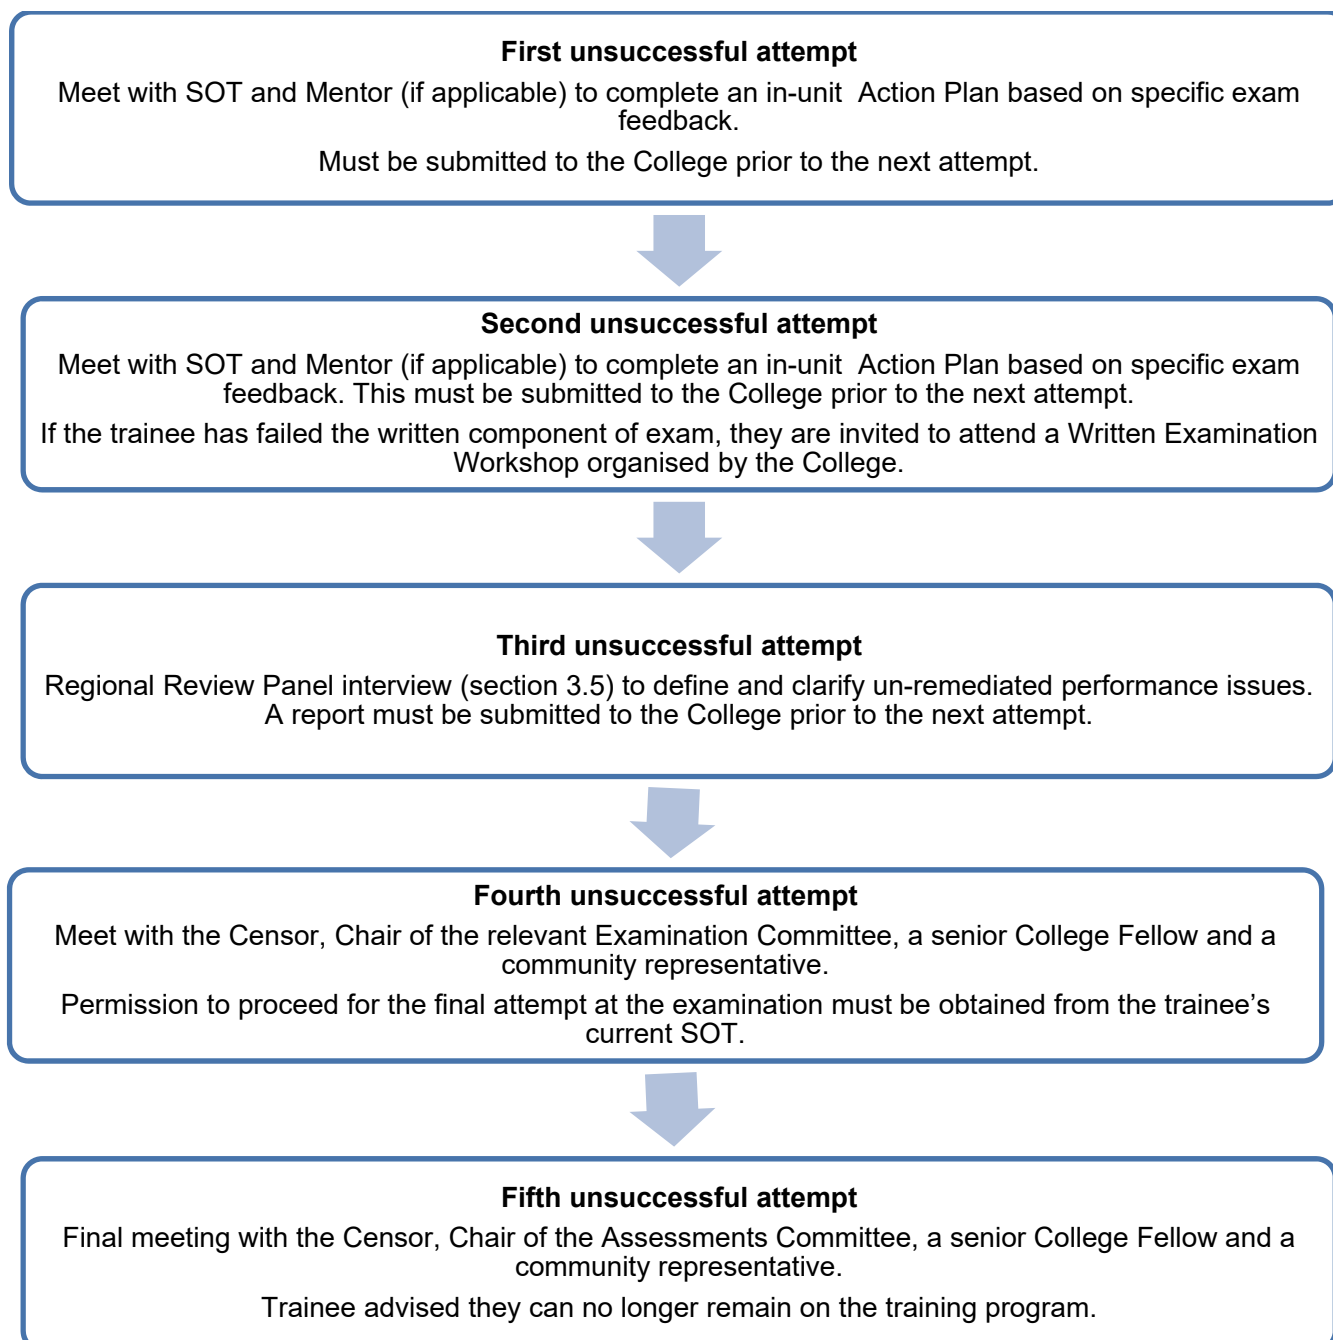 First unsuccessful attempt
Meet with SOT and Mentor (if applicable) to complete an in-unit  Action Plan based on specific exam
feedback.
Must be submitted to the College prior to the next attempt.
Second unsuccessful attempt
Meet with SOT and Mentor (if applicable) to complete an in-unit  Action Plan based on specific exam
feedback. This must be submitted to the College prior to the next attempt.
If the trainee has failed the written component of exam, they are invited to attend a Written Examination
Workshop organised by the College.
Third unsuccessful attempt
Regional Review Panel interview (section 3.5) to define and clarify un-remediated performance issues.
A report must be submitted to the College prior to the next attempt.
Fourth unsuccessful attempt
Meet with the Censor, Chair of the relevant Examination Committee, a senior College Fellow and a
community representative.
Permission to proceed for the final attempt at the examination must be obtained from the trainee’s
current SOT.
Fifth unsuccessful attempt
Final meeting with the Censor, Chair of the Assessments Committee, a senior College Fellow and a
community representative.
Trainee advised they can no longer remain on the training program.